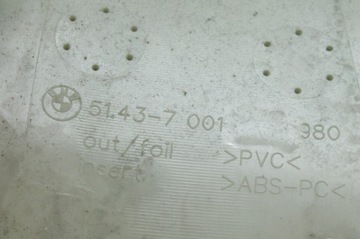 51.43-7 001 980
out/foil >PVC<
>ABS-PC<